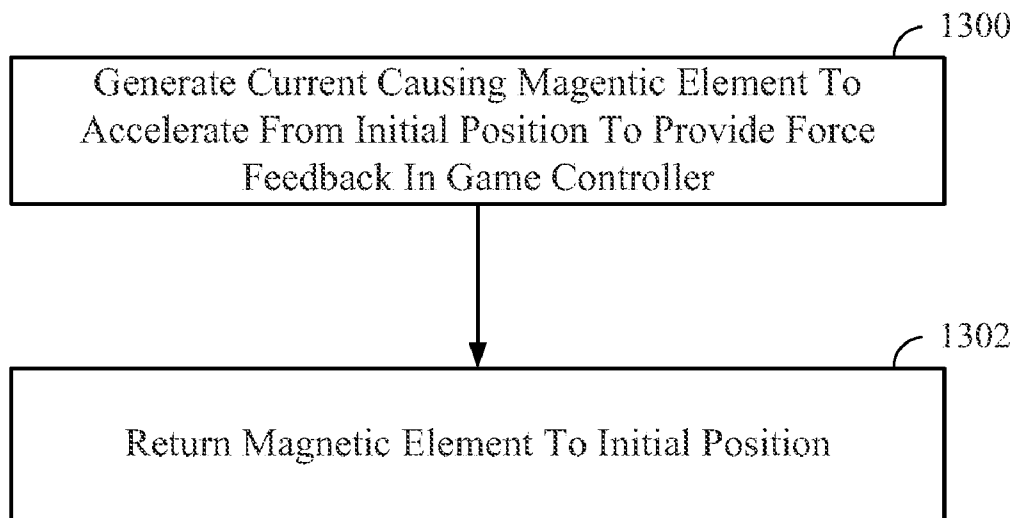 1300
Generate Current Causing Magentic Element To
Accelerate From Initial Position To Provide Force
Feedback In Game Controller
1302
Return Magnetic Element To Initial Position